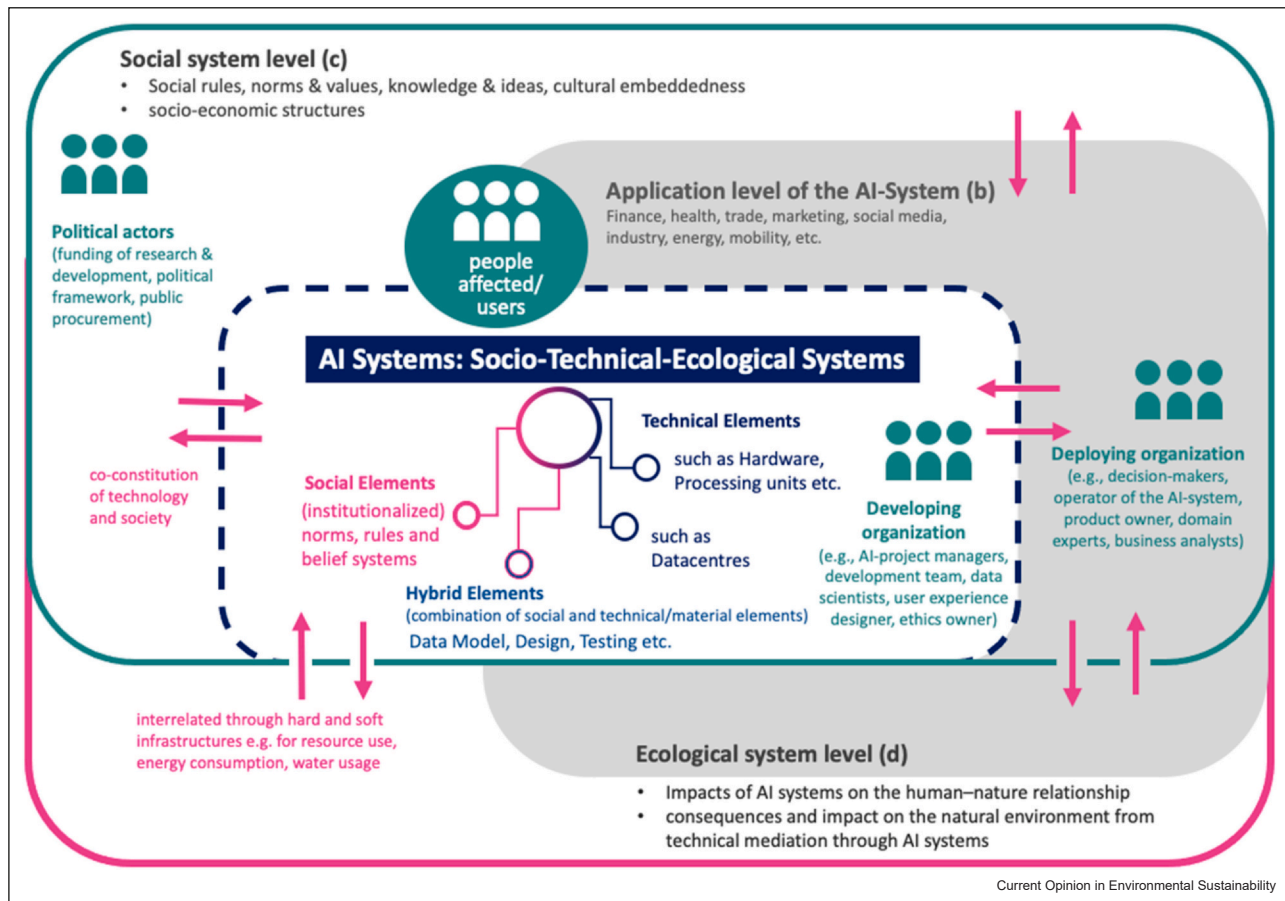 Social system level (c)
• Social rules, norms & values, knowledge & ideas, cultural embeddedness
• socio-economic structures
Political actors
(funding of research &
development, political
framework, public
procurement)
people
affected/
users
Application level of the AI-System (b)
Finance, health, trade, marketing, social media,
industry, energy, mobility, etc.
AI Systems: Socio-Technical-Ecological Systems
Technical Elements
such as Hardware,
Processing units etc.
such as
Datacentres
Social Elements
(institutionalized)
norms, rules and
belief systems
Hybrid Elements
(combination of social and technical/material elements)
Data Model, Design, Testing etc.
Developing
organization
(e.g., AI-project managers,
development team, data
scientists, user experience
designer, ethics owner)
Deploying organization
(e.g., decision-makers,
operator of the AI-system,
product owner, domain
experts, business analysts)
co-constitution
of technology
and society
interrelated through hard and soft
infrastructures e.g. for resource use,
energy consumption, water usage
Ecological system level (d)
• Impacts of AI systems on the human–nature relationship
• consequences and impact on the natural environment from
technical mediation through AI systems
Current Opinion in Environmental Sustainability